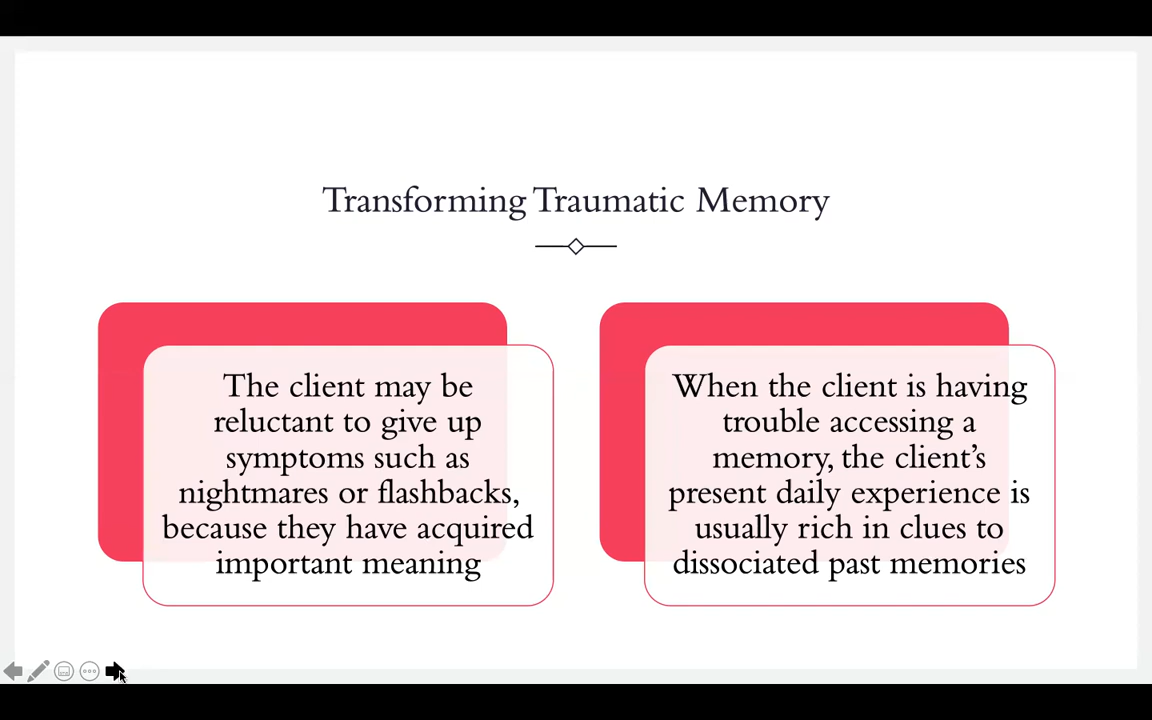 Transforming Traumatic Memory
The client may be
reluctant to give up
symptoms such as
nightmares or flashbacks,
because they have acquired
important meaning
When the client is having
trouble accessing a
memory, the client’s
present daily experience is
usually rich in clues to
dissociated past memories